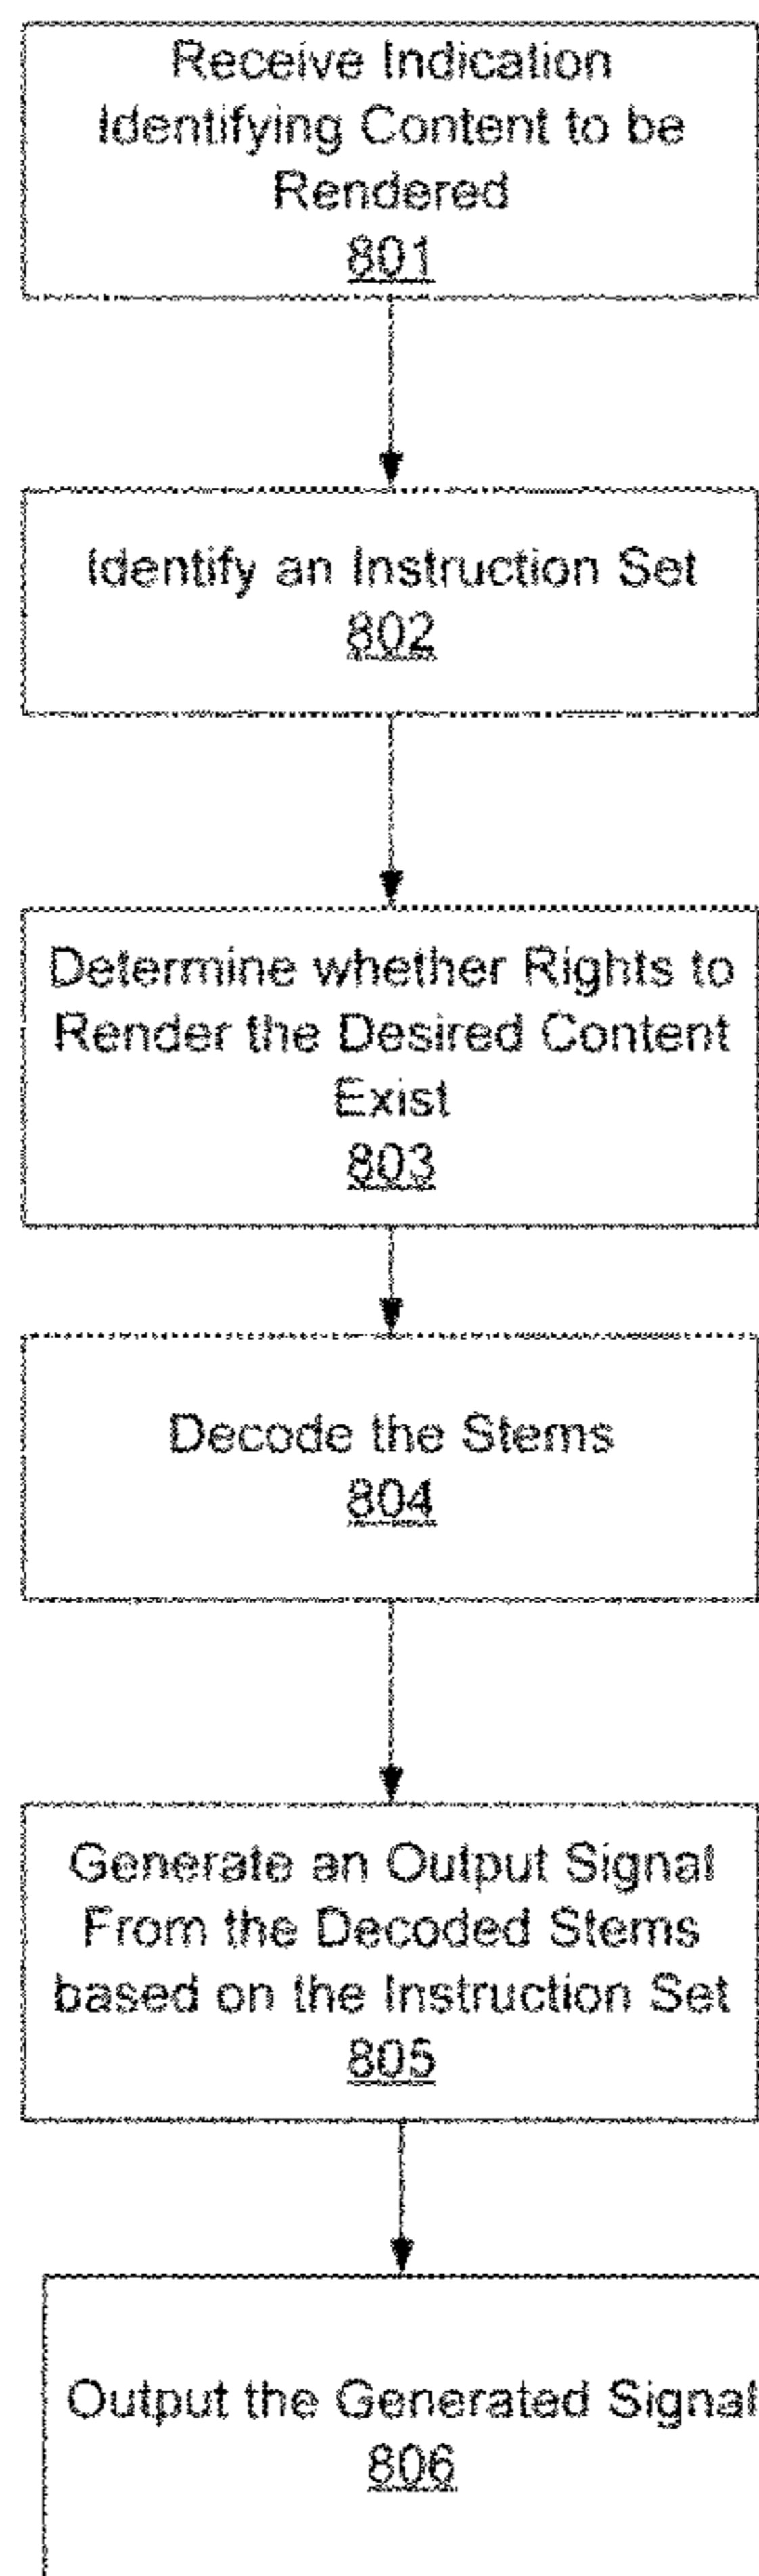 Receive Indication
Identifying Content to be
Rendered
801
Identify an Instruction Set
802
Determine whether Rights to
Render the Desired Content
Exist
803
Decode the Stems
804
Generate an Output Signal
From the Decoded Stems
based on the Instruction Set
805
Output the Generated Signal
806